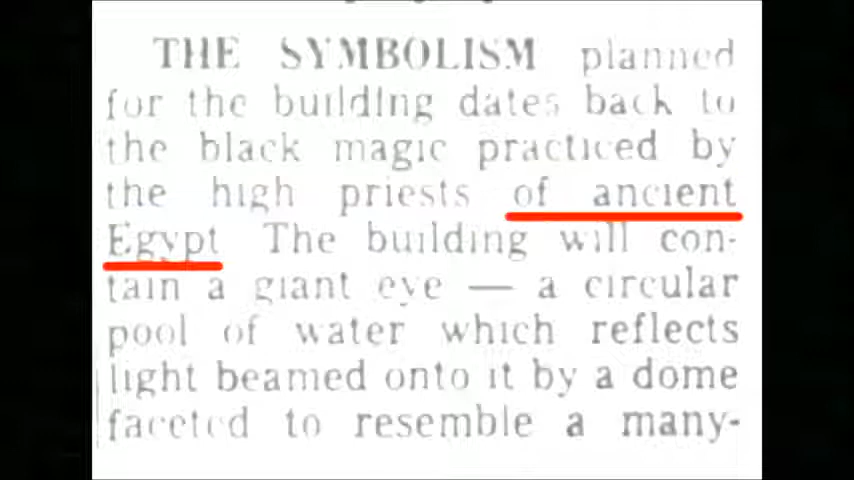 THE SYMBOLISM planned
for the building dates back to
the black magic practiced by
the high priests of ancient
Egypt The building will con-
tain a giant eye — a circular
pool of water which reflects
light beamed onto it by a dome
faceted to resemble a many-